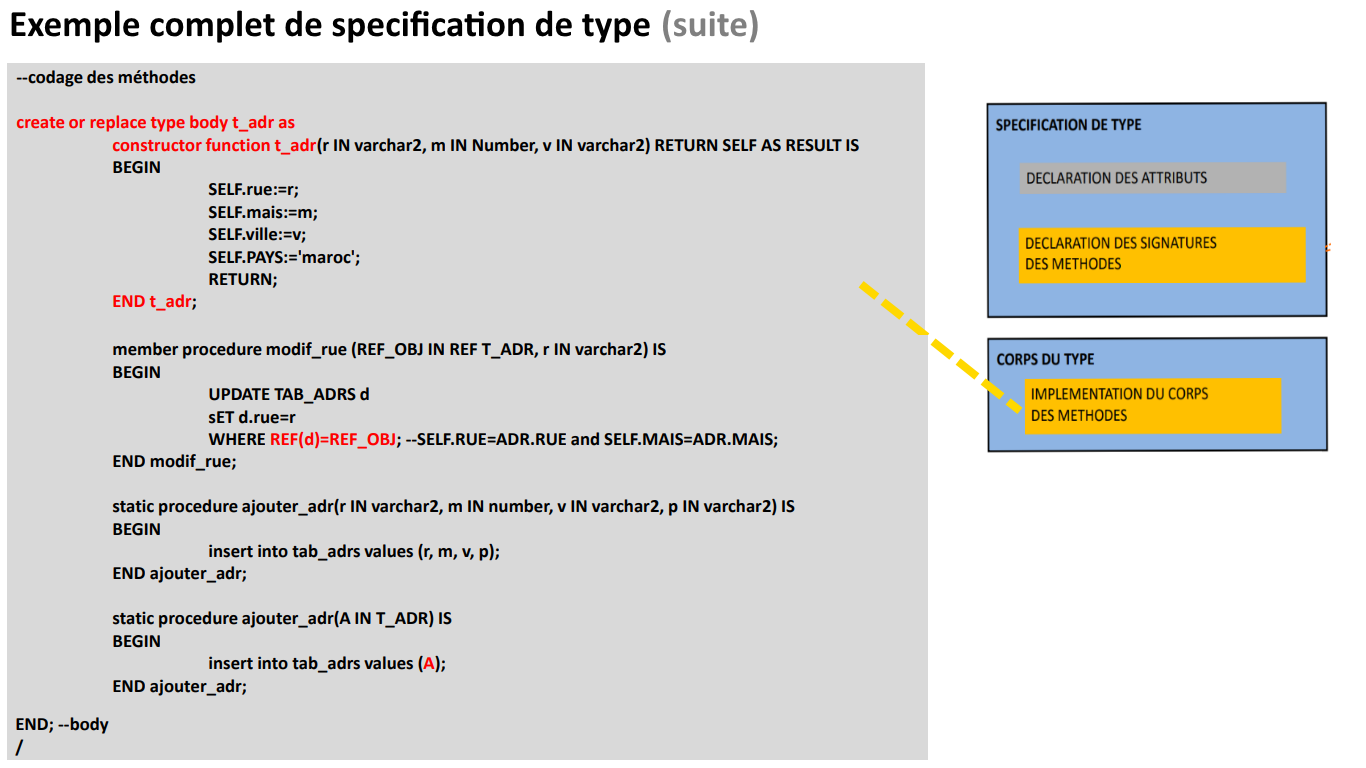 Exemple complet de specification de type (suite)
--codage des méthodes
create or replace type body t_adr as
constructor function t_adr(r IN varchar2, m IN Number, v IN varchar2) RETURN SELF AS RESULT IS
BEGIN
SELF.rue:=r;
SELF.mais:=m;
SELF.ville:=v;
SELF.PAYS:='maroc';
RETURN;
END t_adr;
member procedure modif_rue (REF_OBJ IN REF T_ADR, r IN varchar2) IS
BEGIN
UPDATE TAB_ADRS d
sET d.rue=r
WHERE REF(d)=REF_OBJ; --SELF.RUE=ADR.RUE and SELF.MAIS=ADR.MAIS;
END modif_rue;
static procedure ajouter_adr(r IN varchar2, m IN number, v IN varchar2, p IN varchar2) IS
BEGIN
insert into tab_adrs values (r, m, v, p);
END ajouter_adr;
static procedure ajouter_adr(A IN T_ADR) IS
BEGIN
insert into tab_adrs values (A);
END ajouter_adr;
END; --body
/
SPECIFICATION DE TYPE
DECLARATION DES ATTRIBUTS
DECLARATION DES SIGNATURES
DES METHODES
CORPS DU TYPE
IMPLEMENTATION DU CORPS
DES METHODES